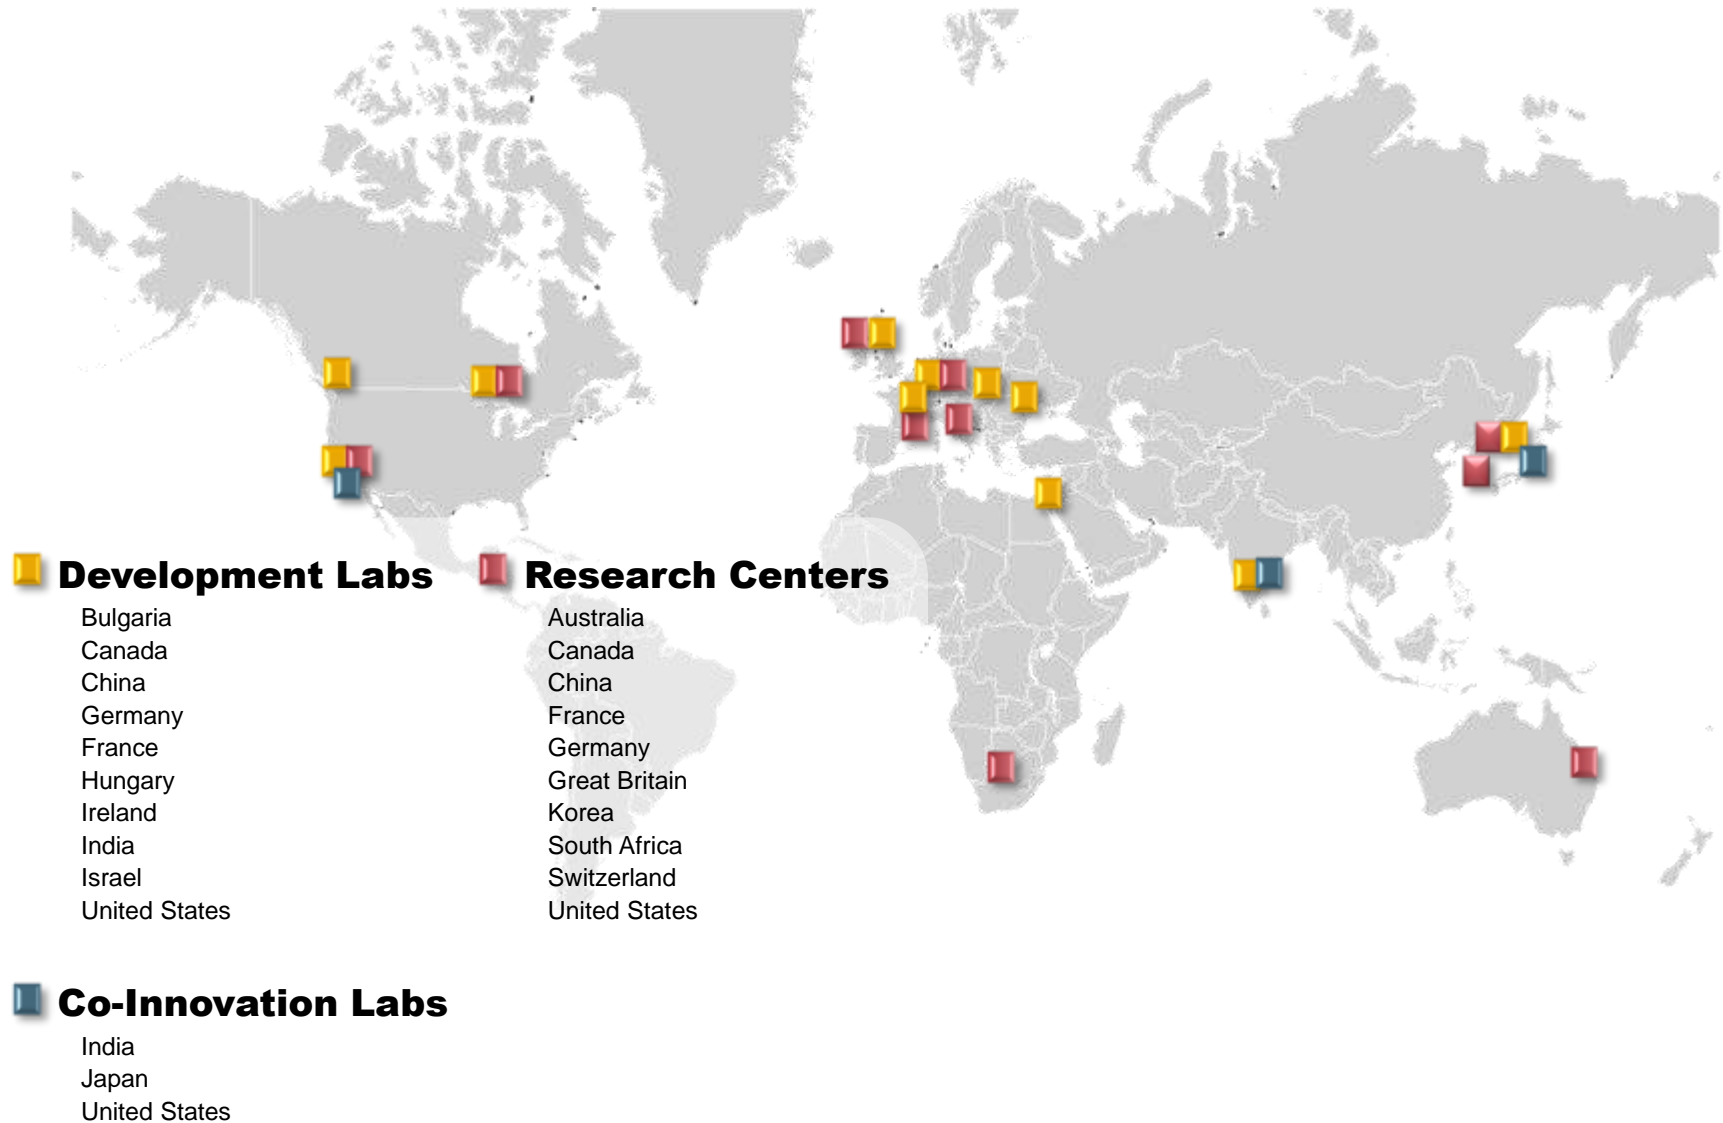 Development Labs
Bulgaria
Canada
China
Germany
France
Hungary
Ireland
India
Israel
United States
Research Centers
Australia
Canada
China
France
Germany
Great Britain
Korea
South Africa
Switzerland
United States
Co-Innovation Labs
India
Japan
United States